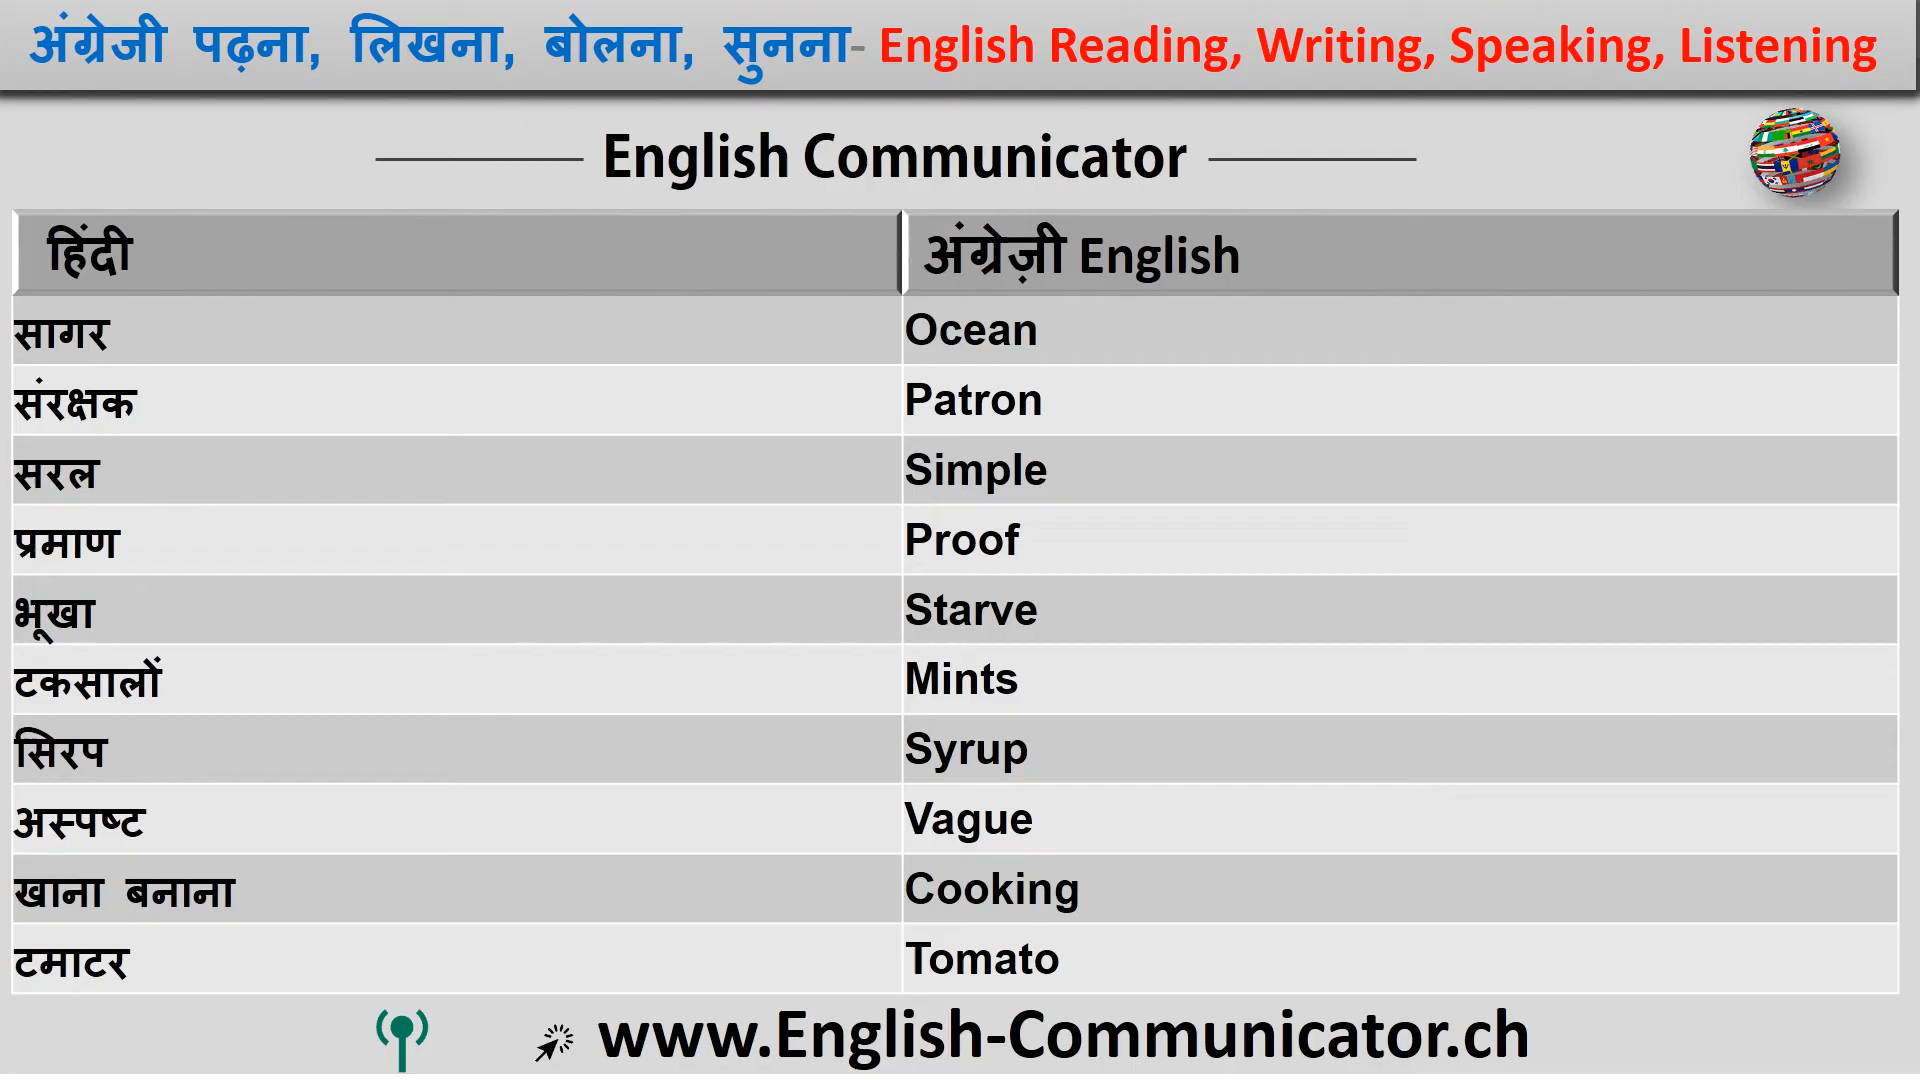 अंग्रेजी पढ़ना, लिखना, बोलना, सुनना- English Reading, Writing, Speaking, Listening
English Communicator
हिंदी अंग्रेज़ी English
सागर Ocean
संरक्षक Patron
सरल Simple
प्रमाण Proof
भूखा Starve
टकसालों Mints
सिरप Syrup
अस्पष्ट Vague
खाना बनाना Cooking
टमाटर Tomato
www.English-Communicator.ch